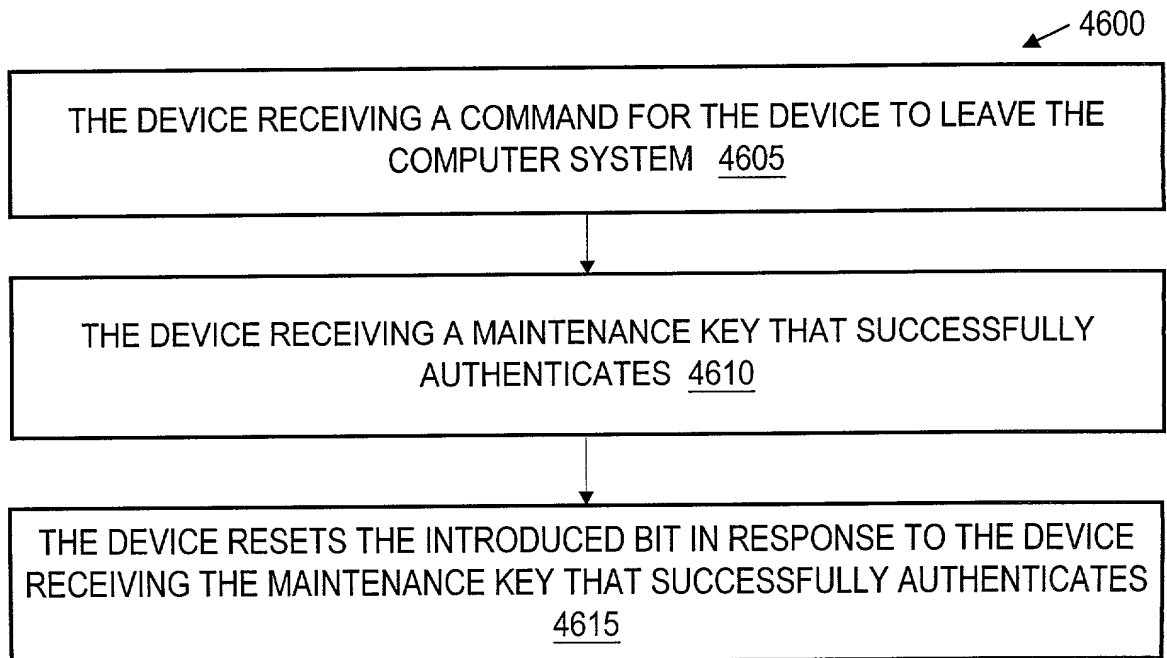 4600
THE DEVICE RECEIVING A COMMAND FOR THE DEVICE TO LEAVE THE
COMPUTER SYSTEM 4605
THE DEVICE RECEIVING A MAINTENANCE KEY THAT SUCCESSFULLY
AUTHENTICATES 4610
THE DEVICE RESETS THE INTRODUCED BIT IN RESPONSE TO THE DEVICE
RECEIVING THE MAINTENANCE KEY THAT SUCCESSFULLY AUTHENTICATES
4615